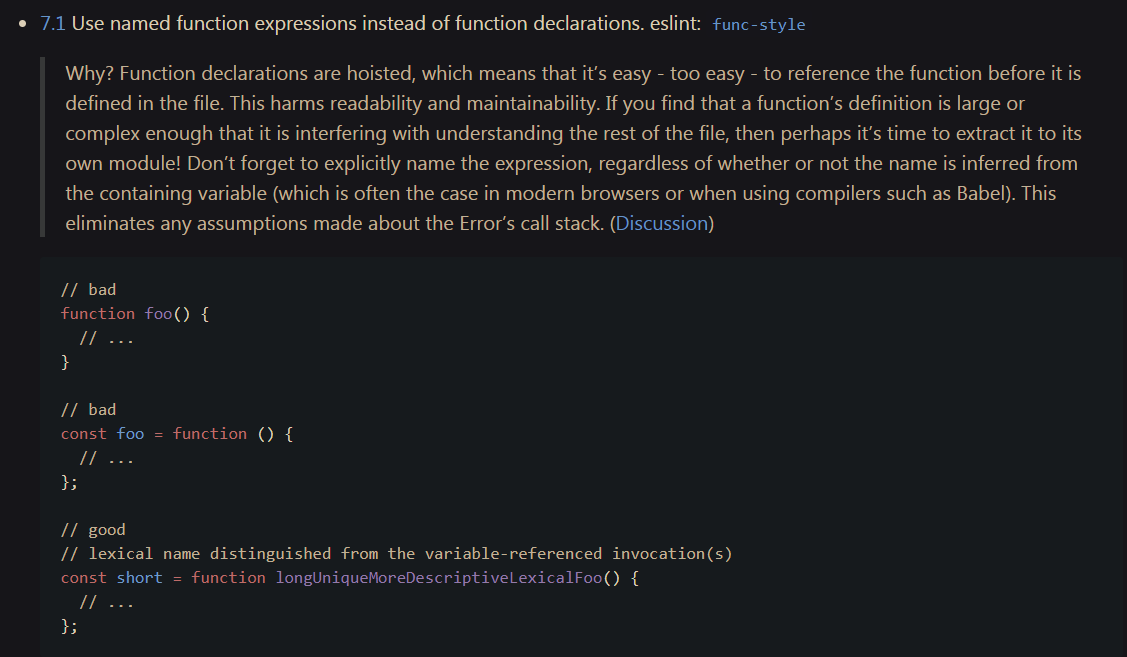 • 7.1 Use named function expressions instead of function declarations. eslint: func-style
Why? Function declarations are hoisted, which means that it’s easy - too easy - to reference the function before it is
defined in the file. This harms readability and maintainability. If you find that a function’s definition is large or
complex enough that it is interfering with understanding the rest of the file, then perhaps it’s time to extract it to its
own module! Don’t forget to explicitly name the expression, regardless of whether or not the name is inferred from
the containing variable (which is often the case in modern browsers or when using compilers such as Babel). This
eliminates any assumptions made about the Error’s call stack. (Discussion)
// bad
function foo() {
  // ...
}
// bad
const foo = function () {
  // ...
};
// good
// lexical name distinguished from the variable-referenced invocation(s)
const short = function longUniqueMoreDescriptiveLexicalFoo() {
  // ...
};